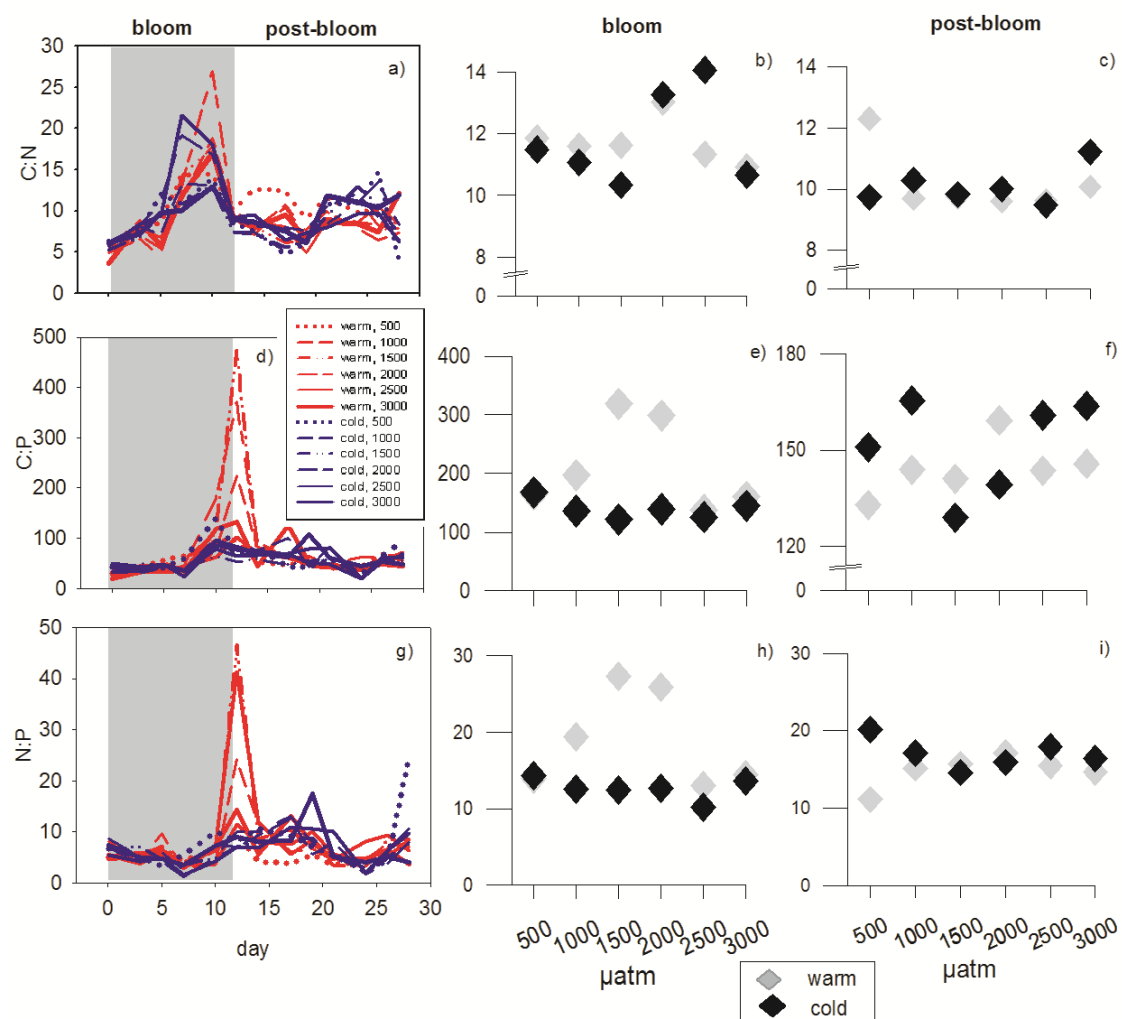 bloom post-bloom
bloom
post-bloom
a)
C:N
30
25
20
15
10
5
0
b)
14
12
10
8
0
c)
14
12
10
8
0
d)
C:P
500
400
300
200
100
0
warm, 500
warm, 1000
warm, 1500
warm, 2000
warm, 2500
warm, 3000
cold, 500
cold, 1000
cold, 1500
cold, 2000
cold, 2500
cold, 3000
e)
400
300
200
100
0
f)
180
150
120
0
g)
N:P
50
40
30
20
10
0
0 5 10 15 20 25 30
day
h)
30
20
10
0
500 1000 1500 2000 2500 3000
µatm
i)
30
20
10
0
500 1000 1500 2000 2500 3000
µatm
warm
cold